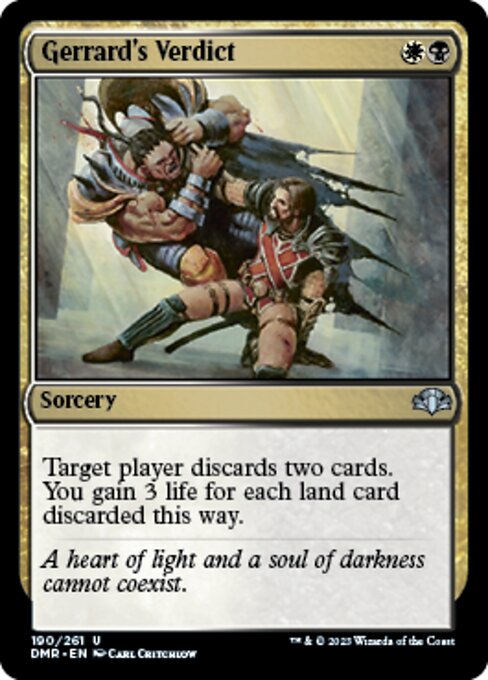 Gerrard's Verdict
Sorcery
Target player discards two cards.
You gain 3 life for each land card
discarded this way.
A heart of light and a soul of darkness
cannot coexist.
190/261 U
™ & © 2023 Wizards of the Coast
DMR • EN Carl Critchlow